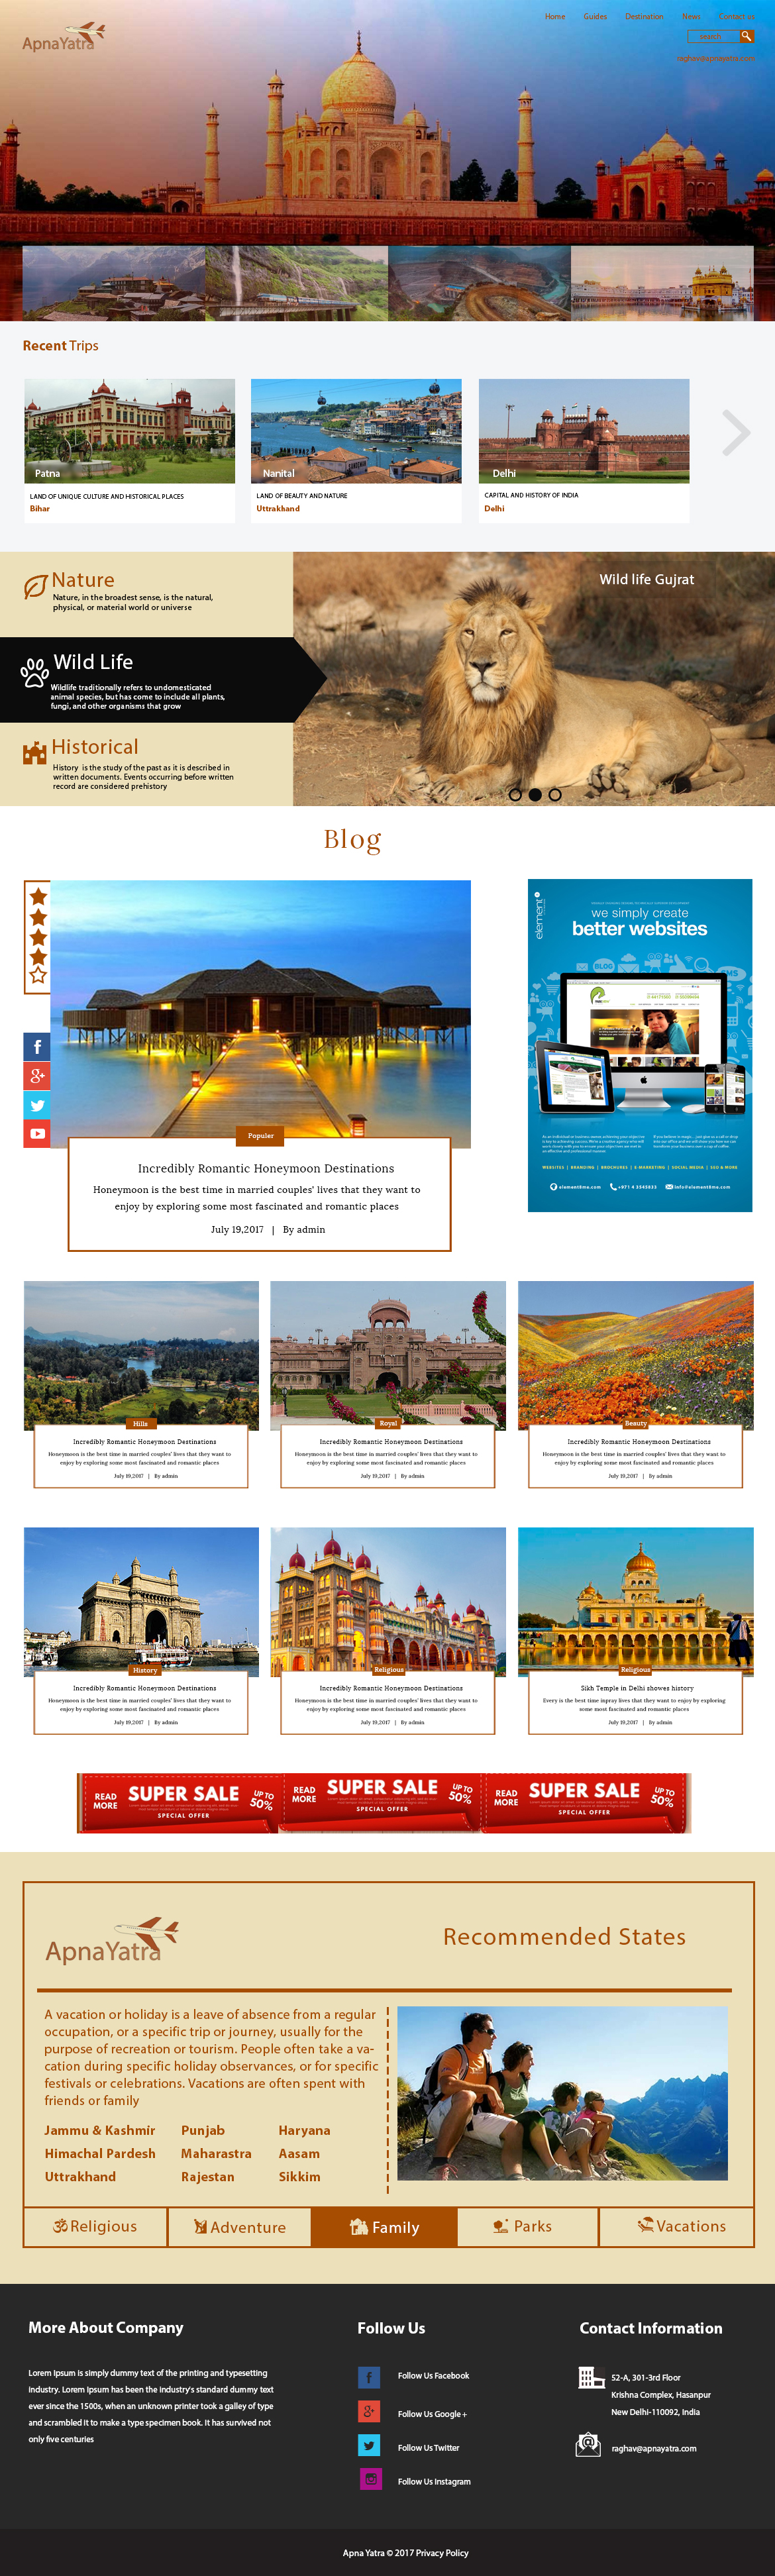 Home Guides Destination News Contact us
ApnaYatra
search
raghav@apnayatra.com
Recent Trips
Patna
LAND OF UNIQUE CULTURE AND HISTORICAL PLACES
Bihar
Nanital
LAND OF BEAUTY AND NATURE
Uttrakhand
Delhi
CAPITAL AND HISTORY OF INDIA
Delhi
Nature
Nature, in the broadest sense, is the natural,
physical, or material world or universe
Wild Life
Wildlife traditionally refers to undomesticated
animal species, but has come to include all plants,
fungi, and other organisms that grow
Historical
History is the study of the past as it is described in
written documents. Events occurring before written
record are considered prehistory
Wild life Gujrat
Blog
Populer
Incredibly Romantic Honeymoon Destinations
Honeymoon is the best time in married couples' lives that they want to
enjoy by exploring some most fascinated and romantic places
July 19,2017 | By admin
element
we simply create
better websites
BLOG
WEBSITES | BRANDING | BROCHURES | E-MARKETING | SOCIAL MEDIA | SEO & MORE
element8me.com +971 4 3343833 info@element8me.com
Hills
Incredibly Romantic Honeymoon Destinations
Honeymoon is the best time in married couples' lives that they want to
enjoy by exploring some most fascinated and romantic places
July 19,2017 | By admin
Royal
Incredibly Romantic Honeymoon Destinations
Honeymoon is the best time in married couples' lives that they want to
enjoy by exploring some most fascinated and romantic places
July 19,2017 | By admin
Beauty
Incredibly Romantic Honeymoon Destinations
Honeymoon is the best time in married couples' lives that they want to
enjoy by exploring some most fascinated and romantic places
July 19,2017 | By admin
History
Incredibly Romantic Honeymoon Destinations
Honeymoon is the best time in married couples' lives that they want to
enjoy by exploring some most fascinated and romantic places
July 19,2017 | By admin
Religious
Incredibly Romantic Honeymoon Destinations
Honeymoon is the best time in married couples' lives that they want to
enjoy by exploring some most fascinated and romantic places
July 19,2017 | By admin
Religious
Sikh Temple in Delhi showes history
Every is the best time inpray lives that they want to enjoy by exploring
some most fascinated and romantic places
July 19,2017 | By admin
READ MORE SUPER SALE UP TO 50%
SPECIAL OFFER
READ MORE SUPER SALE UP TO 50%
SPECIAL OFFER
READ MORE SUPER SALE UP TO 50%
SPECIAL OFFER
ApnaYatra
Recommended States
A vacation or holiday is a leave of absence from a regular
occupation, or a specific trip or journey, usually for the
purpose of recreation or tourism. People often take a va-
cation during specific holiday observances, or for specific
festivals or celebrations. Vacations are often spent with
friends or family
Jammu & Kashmir Punjab Haryana
Himachal Pardesh Maharastra Aasam
Uttrakhand Rajestan Sikkim
Religious Adventure Family Parks Vacations
More About Company
Lorem Ipsum is simply dummy text of the printing and typesetting
industry. Lorem Ipsum has been the industry's standard dummy text
ever since the 1500s, when an unknown printer took a galley of type
and scrambled it to make a type specimen book. It has survived not
only five centuries
Follow Us
Follow Us Facebook
Follow Us Google +
Follow Us Twitter
Follow Us Instagram
Contact Information
52-A, 301-3rd Floor
Krishna Complex, Hasanpur
New Delhi-110092, India
raghav@apnayatra.com
Apna Yatra © 2017 Privacy Policy